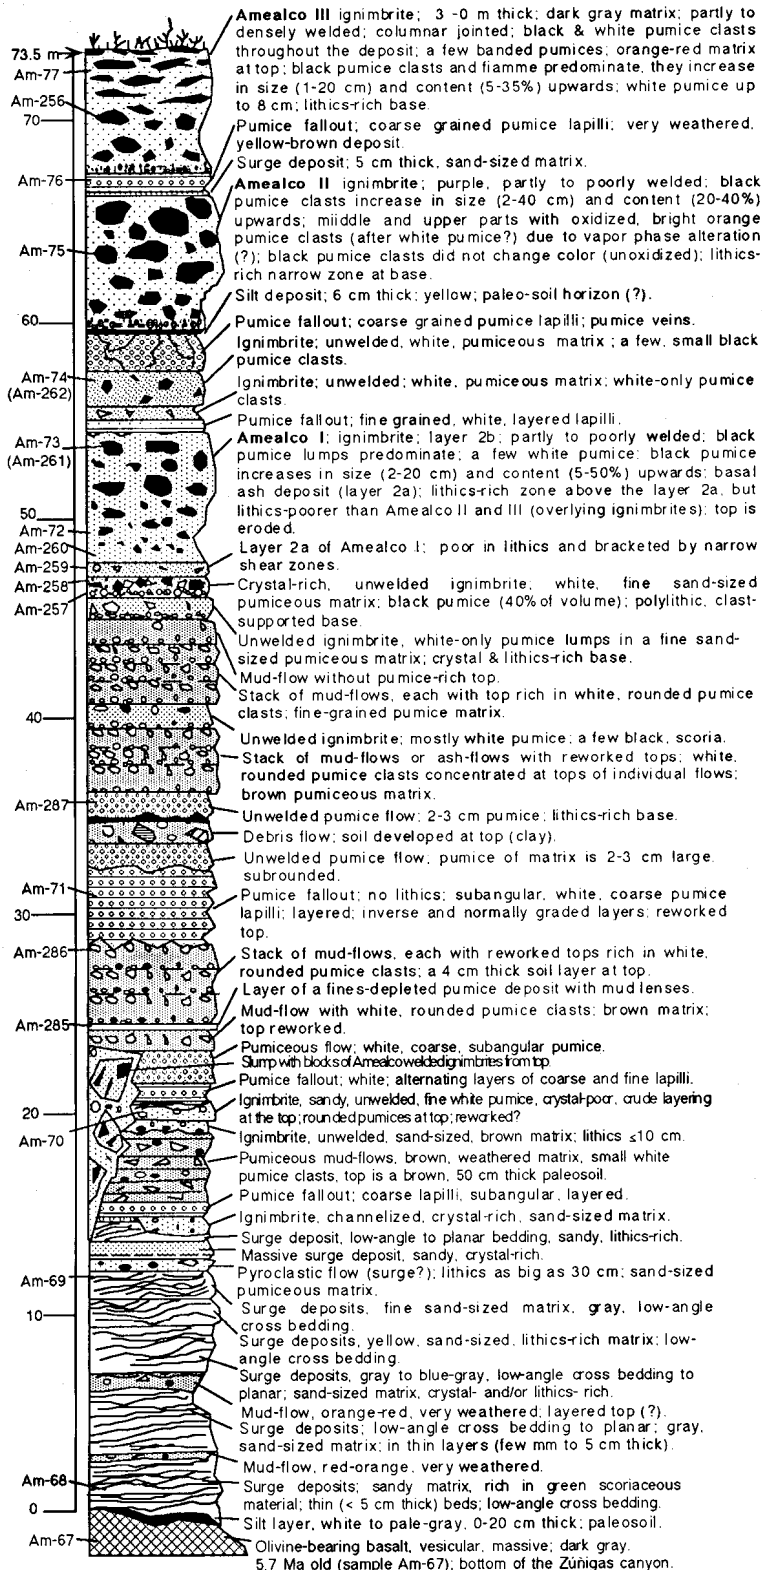 Amealco III ignimbrite; 3 -0 m thick; dark gray matrix; partly to
densely welded; columnar jointed; black & white pumice clasts
throughout the deposit; a few banded pumices; orange-red matrix
at top; black pumice clasts and fiamme predominate, they increase
in size (1-20 cm) and content (5-35%) upwards; white pumice up
to 8 cm; lithics-rich base.
Pumice fallout; coarse grained pumice lapilli; very weathered,
yellow-brown deposit.
Surge deposit; 5 cm thick, sand-sized matrix.
Amealco II ignimbrite; purple, partly to poorly welded; black
pumice clasts increase in size (2-40 cm) and content (20-40%)
upwards; miiddle and upper parts with oxidized, bright orange
pumice clasts (after white pumice?) due to vapor phase alteration
(?); black pumice clasts did not change color (unoxidized); lithics-
rich narrow zone at base.
Silt deposit; 6 cm thick; yellow; paleo-soil horizon (?).
Pumice fallout; coarse grained pumice lapilli; pumice veins.
Ignimbrite; unwelded, white, pumiceous matrix ; a few, small black
pumice clasts.
Ignimbrite; unwelded; white, pumiceous matrix; white-only pumice
clasts.
Pumice fallout; fine grained, white, layered lapilli.
Amealco I; ignimbrite; layer 2b; partly to poorly welded; black
pumice lumps predominate; a few white pumice; black pumice
increases in size (2-20 cm) and content (5-50%) upwards; basal
ash deposit (layer 2a); lithics-rich zone above the layer 2a, but
lithics-poorer than Amealco II and III (overlying ignimbrites); top is
eroded.
Layer 2a of Amealco I; poor in lithics and bracketed by narrow
shear zones.
Crystal-rich, unwelded ignimbrite; white, fine sand-sized
pumiceous matrix; black pumice (40% of volume); polylithic, clast-
supported base.
Unwelded ignimbrite, white-only pumice lumps in a fine sand-
sized pumiceous matrix; crystal & lithics-rich base.
Mud-flow without pumice-rich top.
Stack of mud-flows, each with top rich in white, rounded pumice
clasts; fine-grained pumice matrix.
Unwelded ignimbrite; mostly white pumice; a few black, scoria.
Stack of mud-flows or ash-flows with reworked tops; white,
rounded pumice clasts concentrated at tops of individual flows;
brown pumiceous matrix.
Unwelded pumice flow; 2-3 cm pumice; lithics-rich base.
Debris flow; soil developed at top (clay).
Unwelded pumice flow, pumice of matrix is 2-3 cm large,
subrounded.
Pumice fallout; no lithics; subangular, white, coarse pumice
lapilli; layered; inverse and normally graded layers; reworked
top.
Stack of mud-flows, each with reworked tops rich in white,
rounded pumice clasts; a 4 cm thick soil layer at top.
Layer of a fines-depleted pumice deposit with mud lenses.
Mud-flow with white, rounded pumice clasts; brown matrix;
top reworked.
Pumiceous flow; white, coarse, subangular pumice.
Slump with blocks of Amealco welded ignimbrites from top.
Pumice fallout; white; alternating layers of coarse and fine lapilli.
Ignimbrite, sandy, unwelded, fine white pumice, crystal-poor, crude layering
at the top; rounded pumices at top; reworked?
Ignimbrite, unwelded, sand-sized, brown matrix; lithics ≤10 cm.
Pumiceous mud-flows, brown, weathered matrix, small white
pumice clasts, top is a brown, 50 cm thick paleosoil.
Pumice fallout; coarse lapilli, subangular, layered.
Ignimbrite, channelized, crystal-rich, sand-sized matrix.
Surge deposit, low-angle to planar bedding, sandy, lithics-rich.
Massive surge deposit, sandy, crystal-rich.
Pyroclastic flow (surge?); lithics as big as 30 cm; sand-sized
pumiceous matrix.
Surge deposits, fine sand-sized matrix, gray, low-angle
cross bedding.
Surge deposits, yellow, sand-sized, lithics-rich matrix; low-
angle cross bedding.
Surge deposits, gray to blue-gray, low-angle cross bedding to
planar; sand-sized matrix, crystal- and/or lithics- rich.
Mud-flow, orange-red, very weathered; layered top (?).
Surge deposits; low-angle cross bedding to planar; gray,
sand-sized matrix; in thin layers (few mm to 5 cm thick).
Mud-flow, red-orange, very weathered.
Surge deposits; sandy matrix, rich in green scoriaceous
material; thin (< 5 cm thick) beds; low-angle cross bedding.
Silt layer, white to pale-gray, 0-20 cm thick; paleosoil.
Olivine-bearing basalt, vesicular, massive; dark gray.
5.7 Ma old (sample Am-67); bottom of the Zúñigas canyon.
73.5 m
Am-77
Am-256
70
Am-76
Am-75
60
Am-74
(Am-262)
Am-73
(Am-261)
50
Am-72
Am-260
Am-259
Am-258
Am-257
40
Am-287
Am-71
30
Am-286
Am-285
20
Am-70
Am-69
10
Am-68
0
Am-67